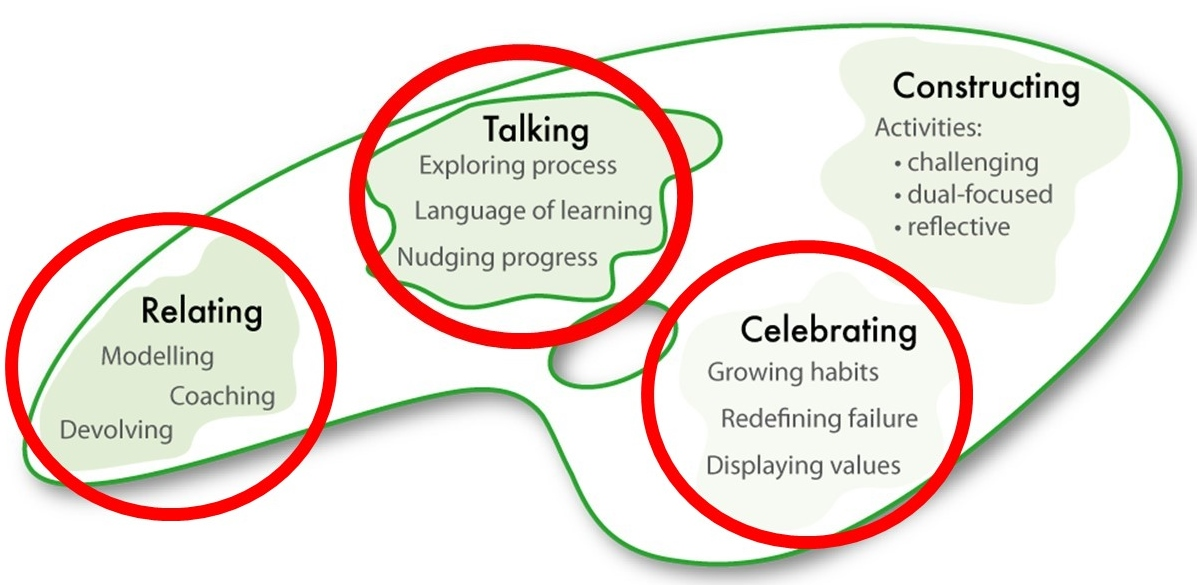 Relating
Modelling
Coaching
Devolving
Talking
Exploring process
Language of learning
Nudging progress
Celebrating
Growing habits
Redefining failure
Displaying values
Constructing
Activities:
• challenging
• dual-focused
• reflective